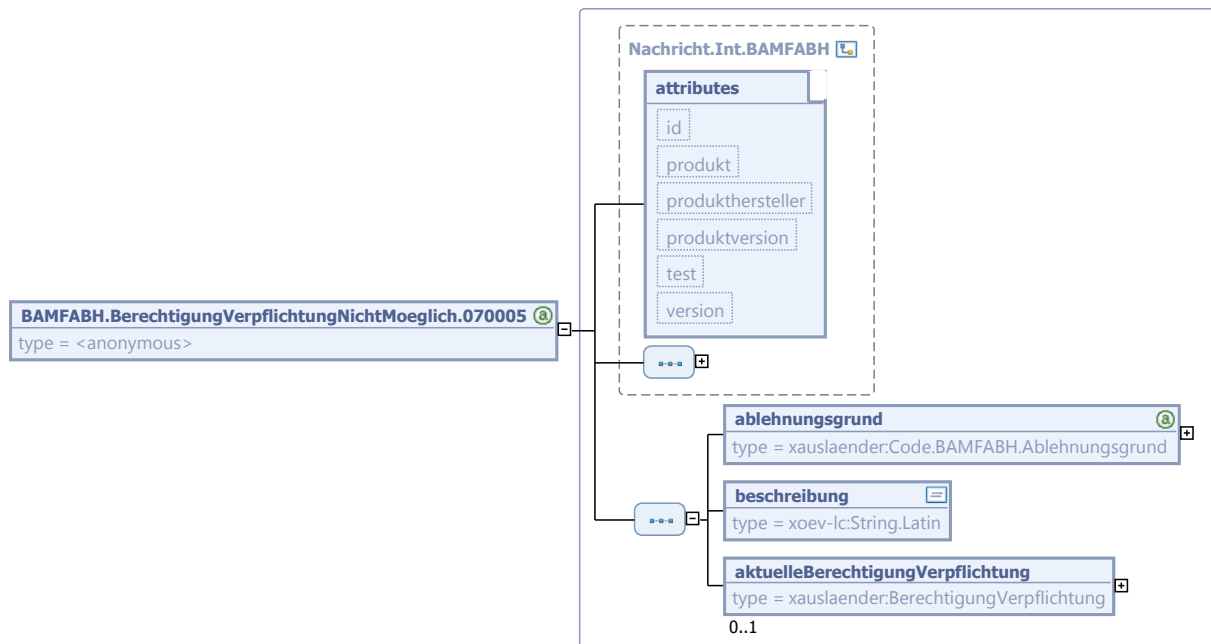 Nachricht.Int.BAMFABH
attributes
id
produkt
produkthersteller
produktversion
test
version
BAMFABH.BerechtigungVerpflichtungNichtMoeglich.070005
type = <anonymous>
ablehnungsgrund
type = xauslaender:Code.BAMFABH.Ablehnungsgrund
beschreibung
type = xoev-lc:String.Latin
aktuelleBerechtigungVerpflichtung
type = xauslaender:BerechtigungVerpflichtung
0..1